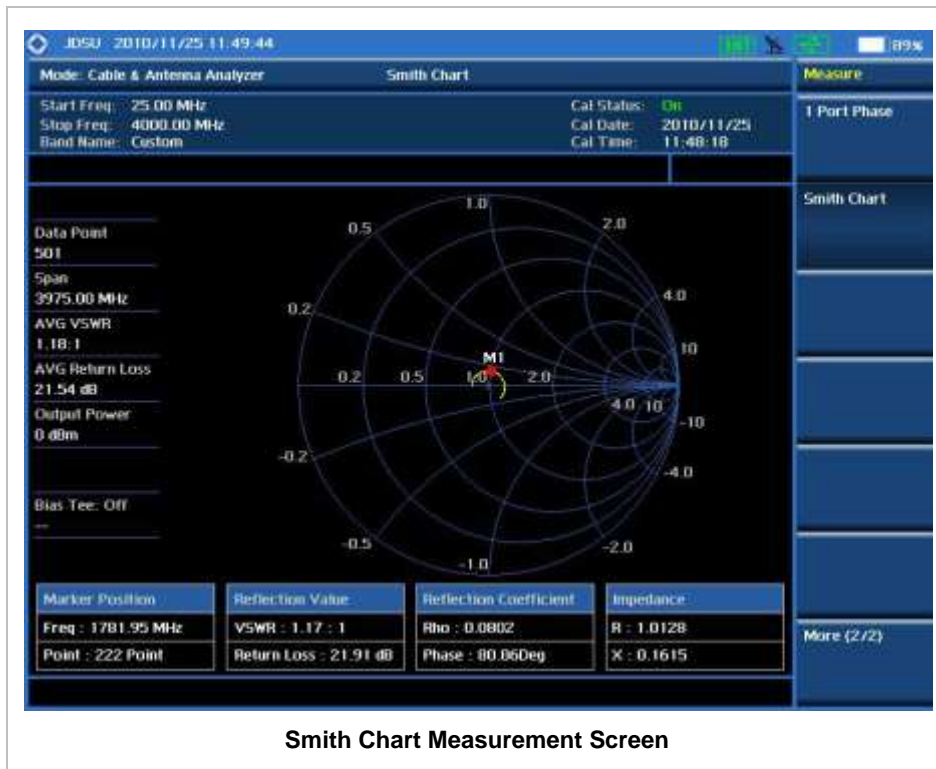 JDSU 2010/11/25 11:49:44
89%
Mode: Cable & Antenna Analyzer Smith Chart
Measure
Start Freq: 25.00 MHz Cal Status: On
Stop Freq: 4000.00 MHz Cal Date: 2010/11/25
Band Name: Custom Cal Time: 11:48:18
1 Port Phase
Smith Chart
More (2/2)
Data Point
501
Span
3975.00 MHz
AVG VSWR
1.18:1
AVG Return Loss
21.54 dB
Output Power
0 dBm
Bias Tee: Off
--
1.0
0.5 2.0
0.2 4.0
M1 10
0.2 0.5 1.0 2.0
4.0 10
-10
-0.2 -4.0
-0.5 -2.0
-1.0
Marker Position Reflection Value Reflection Coefficient Impedance
Freq : 1781.95 MHz VSWR : 1.17 : 1 Rho : 0.0802 R : 1.0128
Point : 222 Point Return Loss : 21.91 dB Phase : 80.06Deg X : 0.1615
Smith Chart Measurement Screen